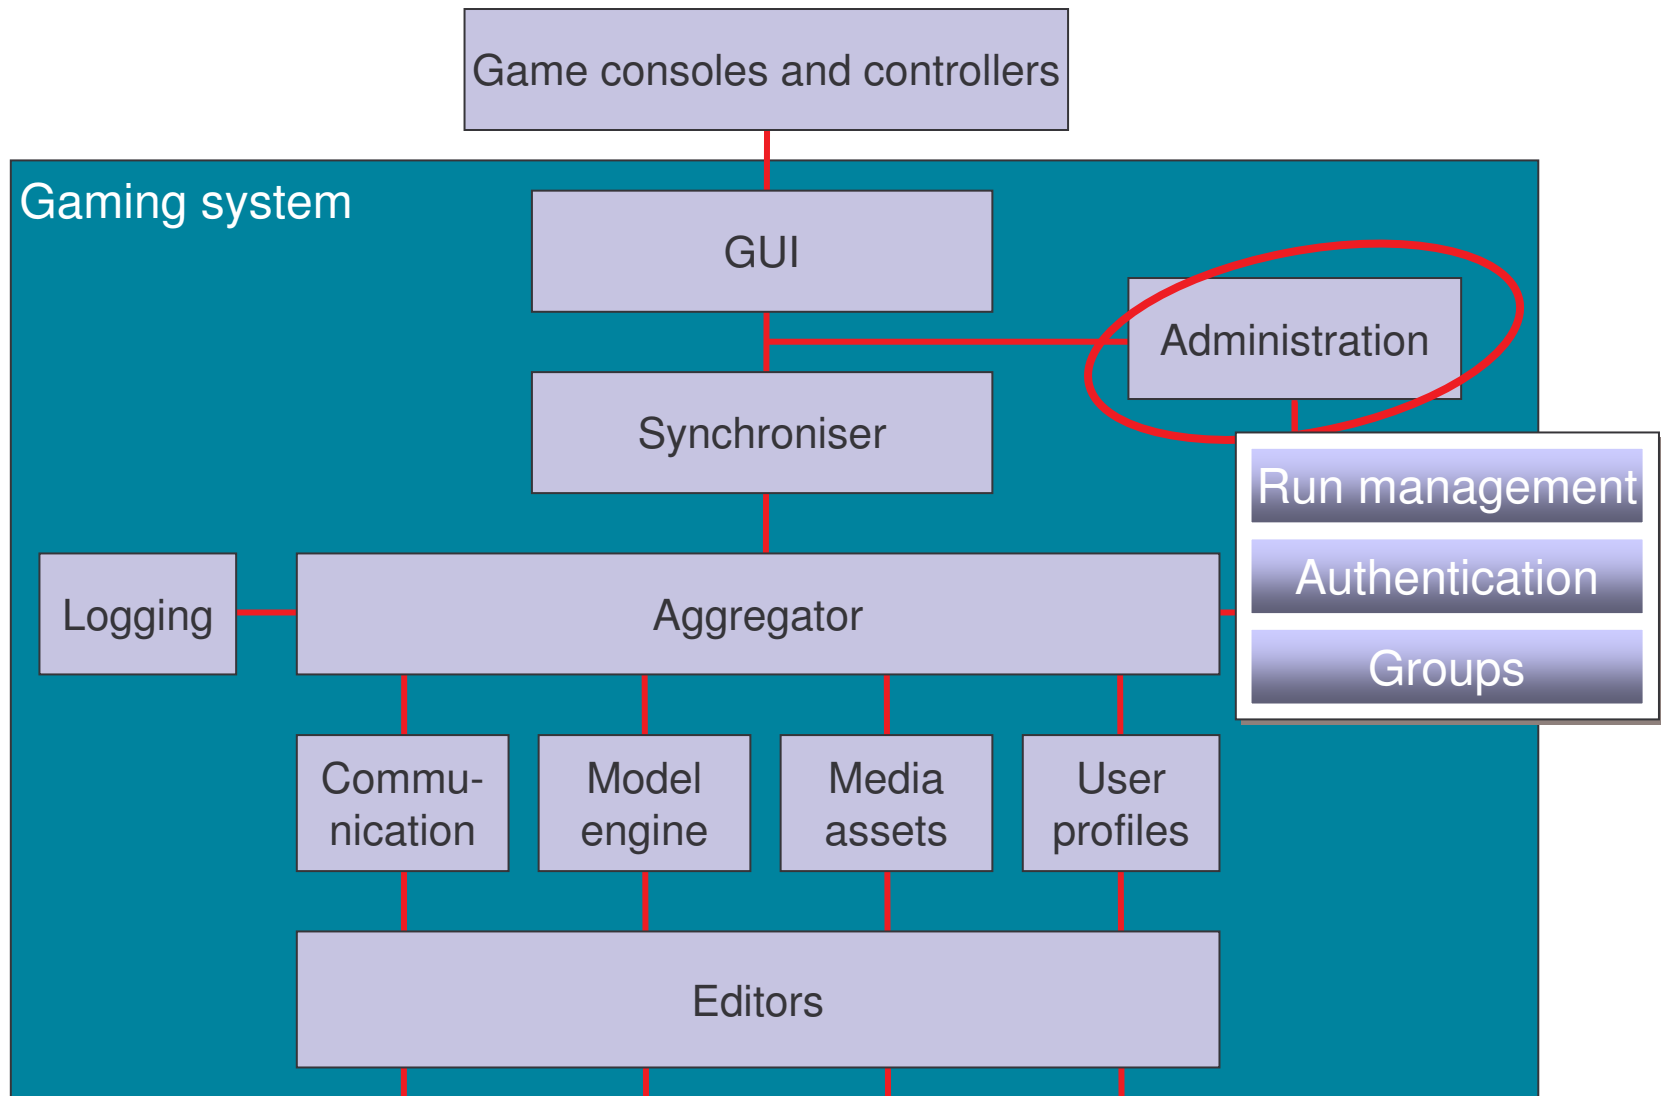 Game consoles and controllers
Gaming system
GUI
Administration
Synchroniser
Run management
Authentication
Groups
Logging
Aggregator
Commu-
nication
Model
engine
Media
assets
User
profiles
Editors